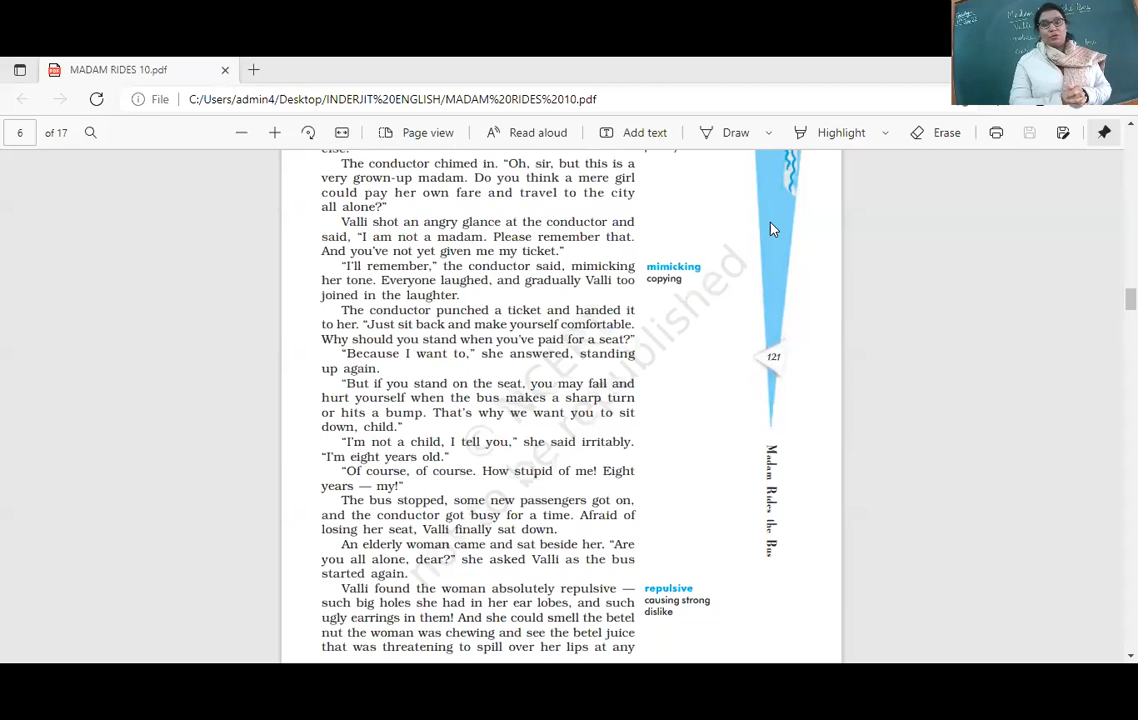 MADAM RIDES 10.pdf
File
C:/Users/admin4/Desktop/INDERJIT%20ENGLISH/MADAM%20RIDES%2010.pdf
6 of 17
Page view
Read aloud
Add text
Draw
Highlight
Erase
else."
The conductor chimed in. “Oh, sir, but this is a
very grown-up madam. Do you think a mere girl
could pay her own fare and travel to the city
all alone?”
Valli shot an angry glance at the conductor and
said, “I am not a madam. Please remember that.
And you’ve not yet given me my ticket.”
“I’ll remember,” the conductor said, mimicking
her tone. Everyone laughed, and gradually Valli too
joined in the laughter.
The conductor punched a ticket and handed it
to her. “Just sit back and make yourself comfortable.
Why should you stand when you’ve paid for a seat?”
“Because I want to,” she answered, standing
up again.
“But if you stand on the seat, you may fall and
hurt yourself when the bus makes a sharp turn
or hits a bump. That’s why we want you to sit
down, child.”
“I’m not a child, I tell you,” she said irritably.
“I’m eight years old.”
“Of course, of course. How stupid of me! Eight
years — my!”
The bus stopped, some new passengers got on,
and the conductor got busy for a time. Afraid of
losing her seat, Valli finally sat down.
An elderly woman came and sat beside her. “Are
you all alone, dear?” she asked Valli as the bus
started again.
Valli found the woman absolutely repulsive —
such big holes she had in her ear lobes, and such
ugly earrings in them! And she could smell the betel
nut the woman was chewing and see the betel juice
that was threatening to spill over her lips at any
mimicking
copying
repulsive
causing strong
dislike
121
Madam Rides the Bus
© NCERT
not to be republished
Madam Bus
Valli